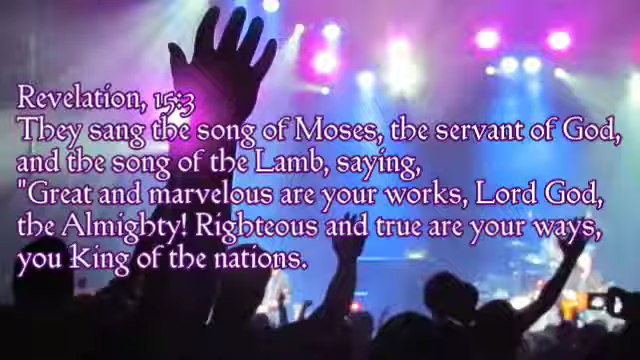 Revelation, 15:3
They sang the song of Moses, the servant of God,
and the song of the Lamb, saying,
"Great and marvelous are your works, Lord God,
the Almighty! Righteous and true are your ways,
you King of the nations.